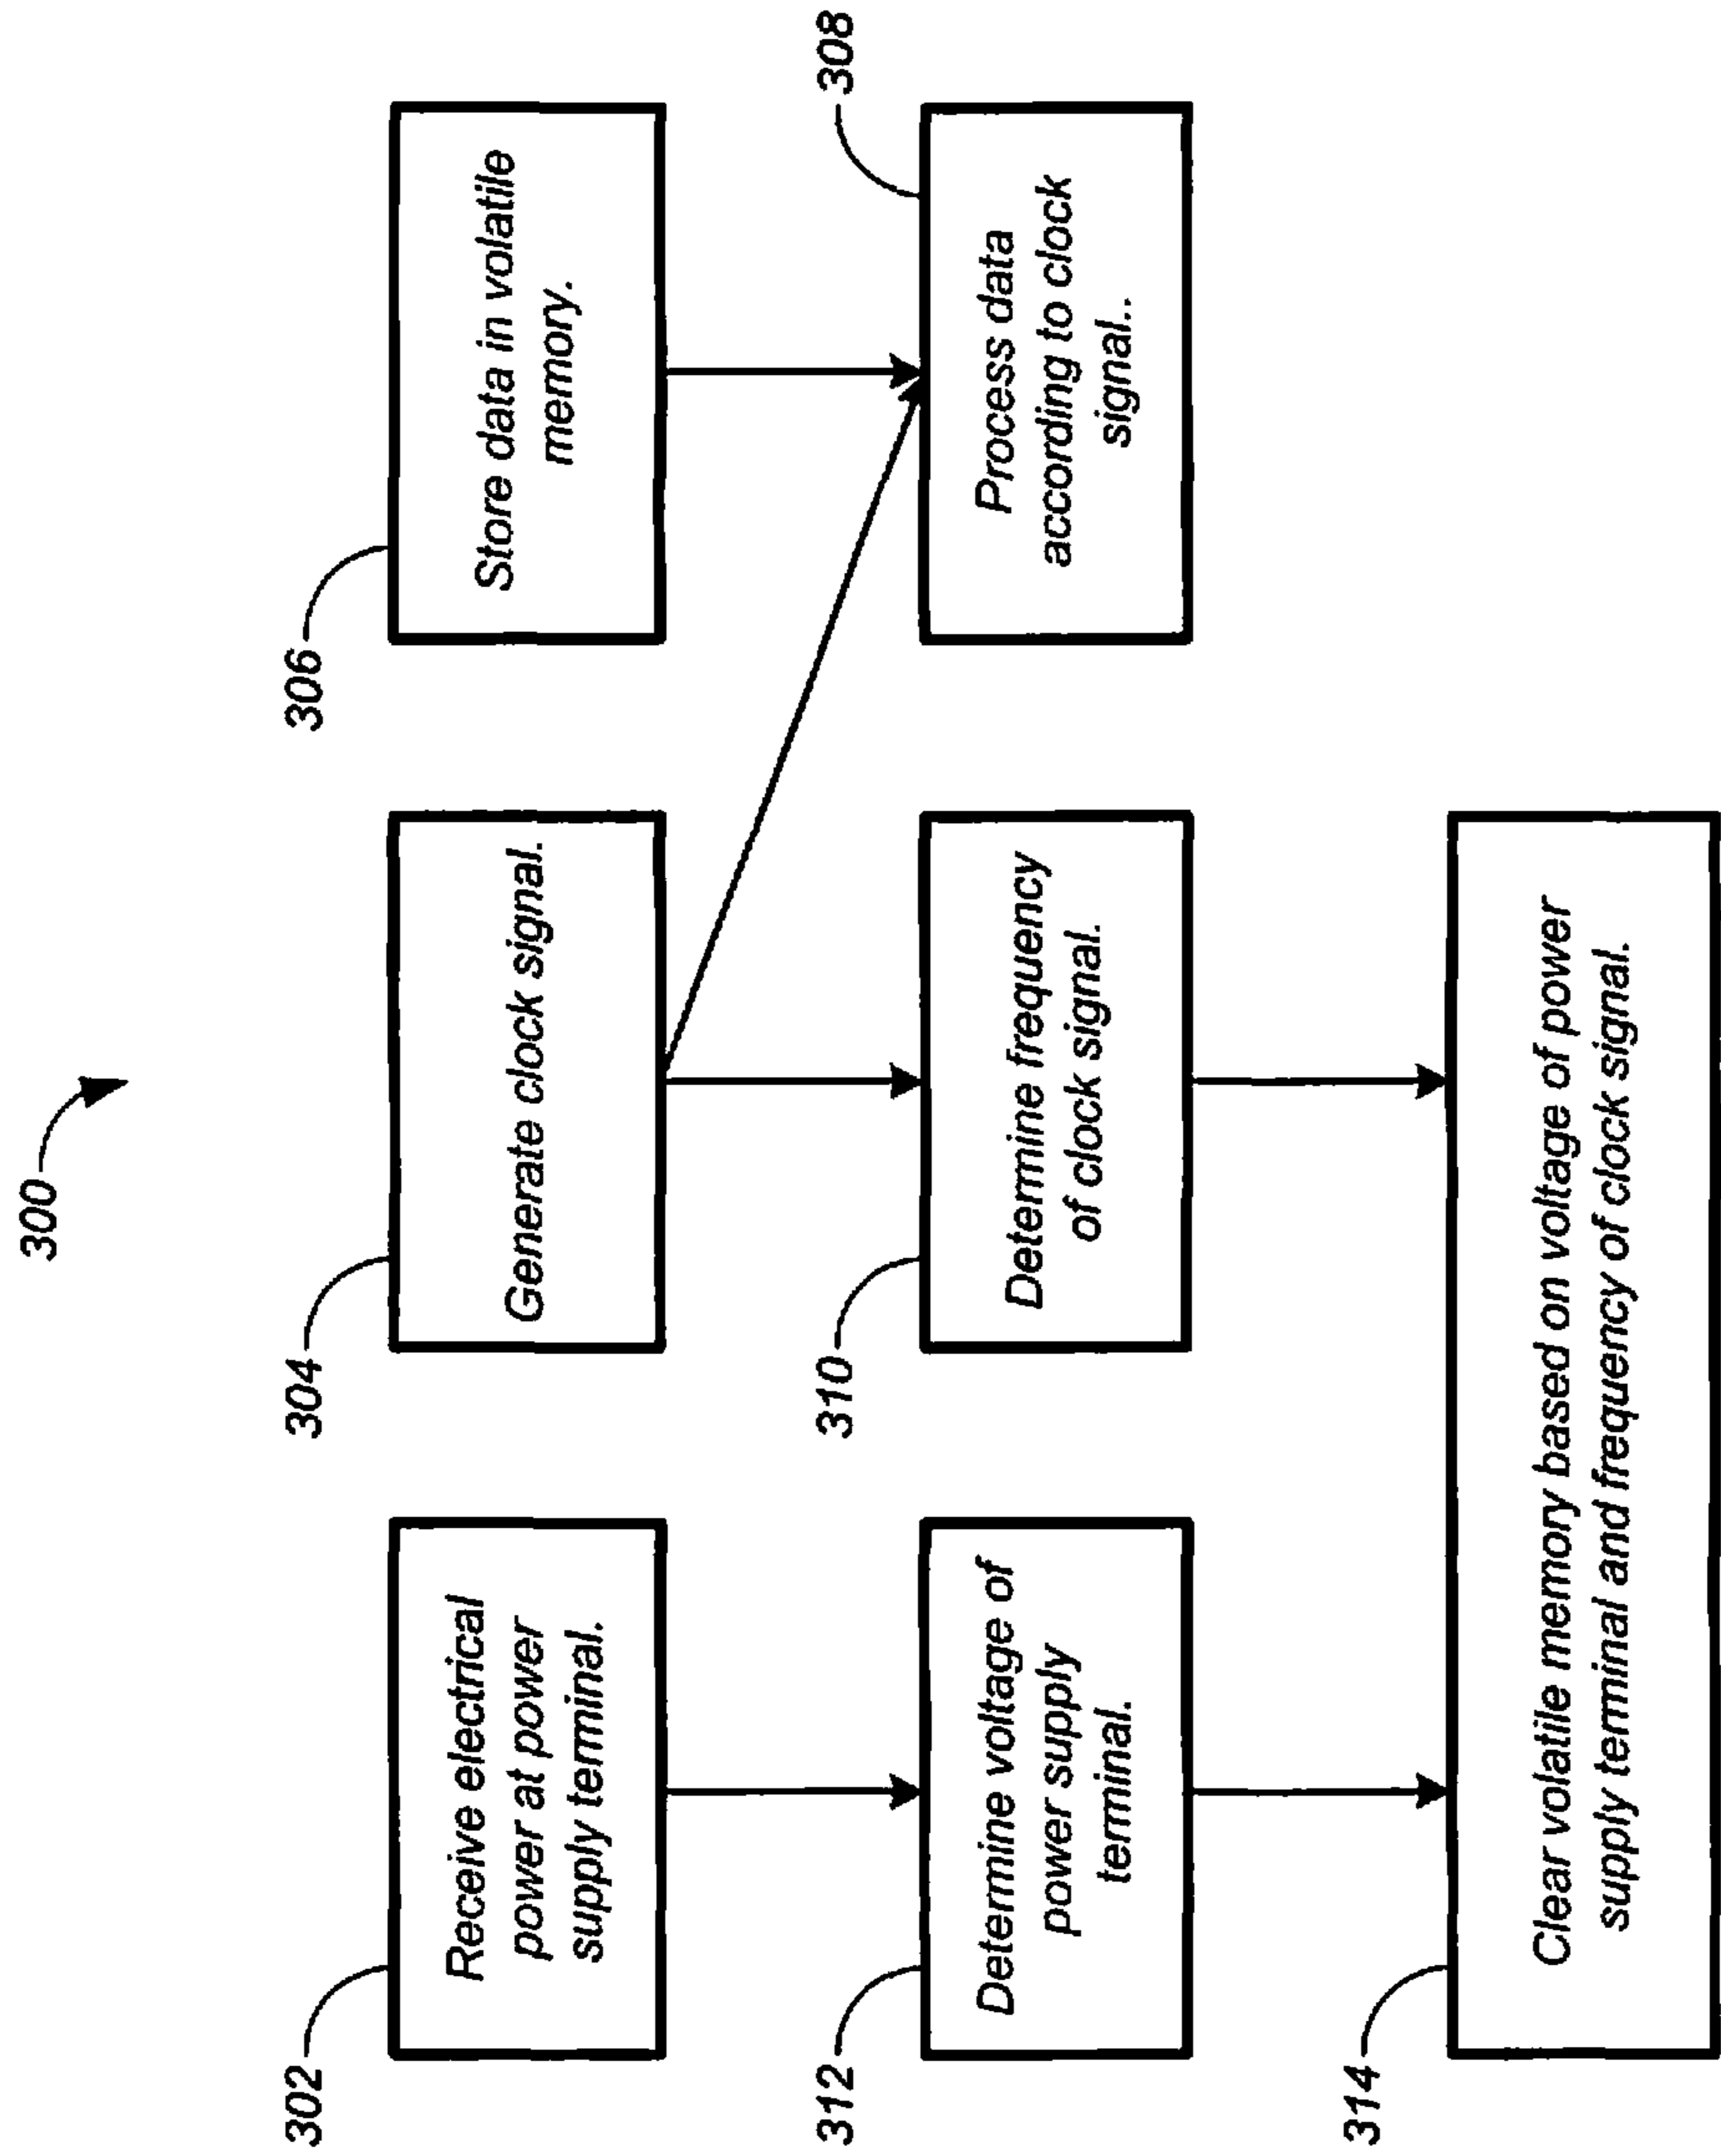 300
302
Receive electrical
power at power
supply terminal.
304
Generate clock signal.
306
Store data in volatile
memory.
312
Determine voltage of
power supply
terminal.
310
Determine frequency
of clock signal.
308
Process data
according to clock
signal..
314
Clear volatile memory based on voltage of power
supply terminal and frequency of clock signal.